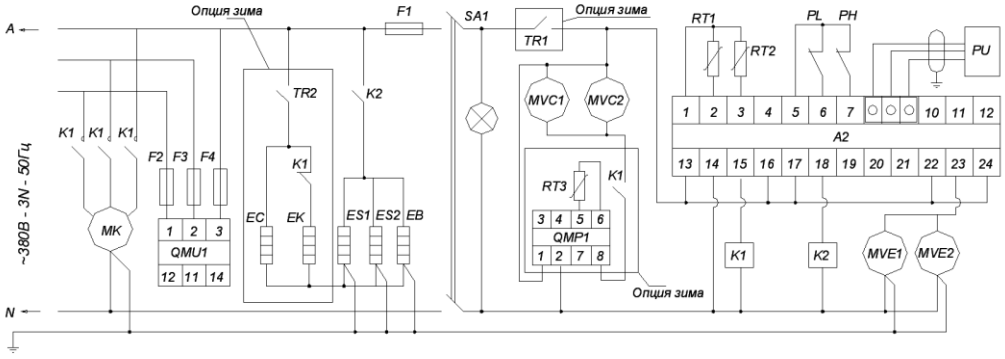 Опция зима
F1
SA1
Опция зима
A
TR1
RT1
PL
PH
RT2
PU
TR2
K2
MVC1
MVC2
1 2 3 4 5 6 7 10 11 12
A2
13 14 15 16 17 18 19 20 21 22 23 24
K1 K1 K1
F2
F3
F4
K1
RT3
K1
EC
EK
ES1
ES2
EB
MK
1 2 3
QMU1
12 11 14
3 4 5 6
QMP1
1 2 7 8
K1
K2
MVE1
MVE2
Опция зима
N
~380В - 3N - 50Гц